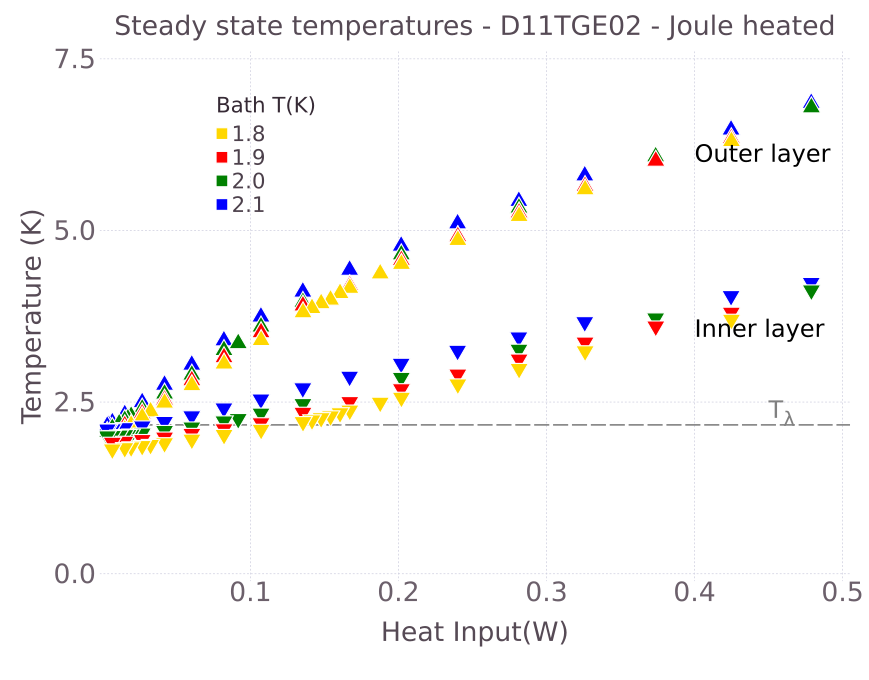 Steady state temperatures - D11TGE02 - Joule heated
7.5
Bath T(K)
1.8
1.9
2.0
2.1
Outer layer
5.0
Temperature (K)
Inner layer
2.5
Tλ
0.0
0.1
0.2
0.3
0.4
0.5
Heat Input(W)